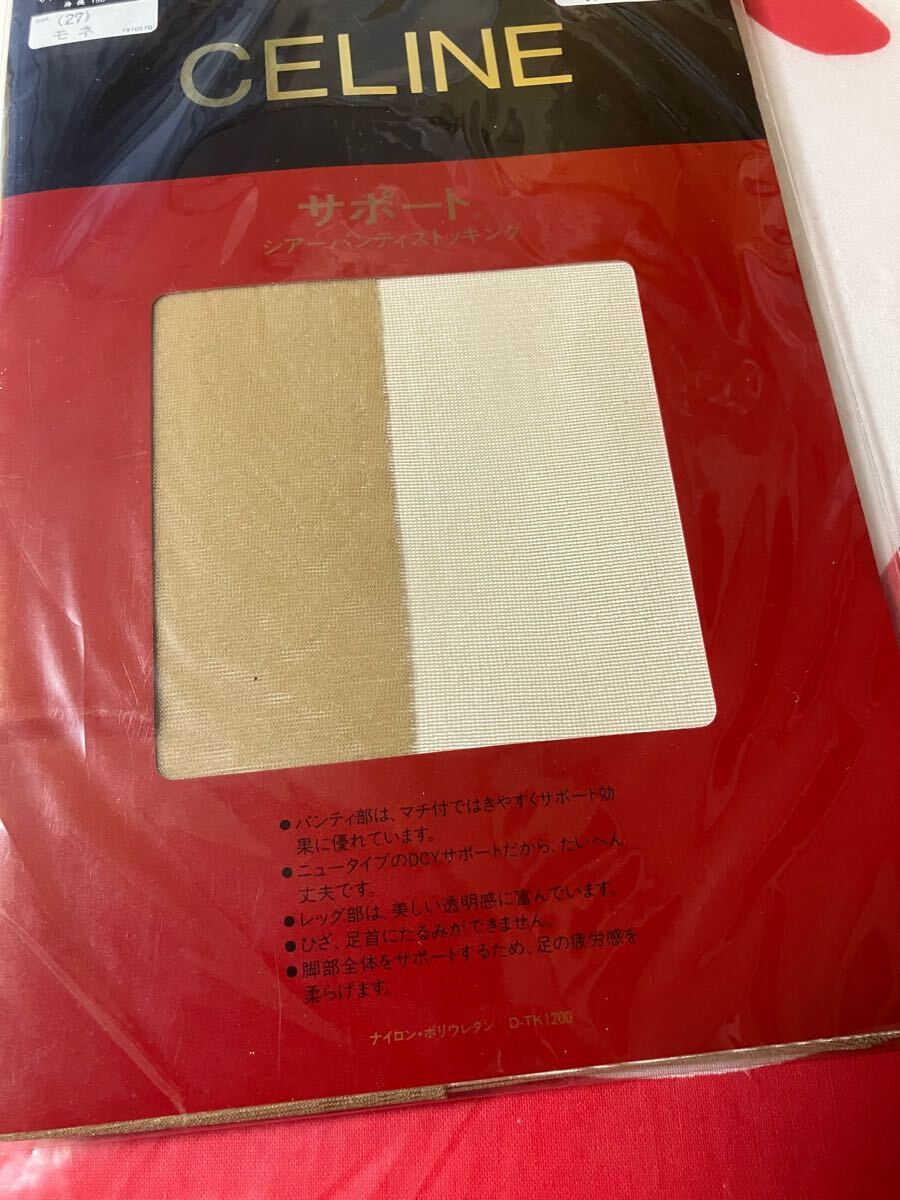 身長 150
col. (27)
モネ
1970570
CELINE
サポート
シアーパンティストッキング
●パンティ部は、マチ付ではきやすくサポート効
果に優れています。
●ニュータイプのDCYサポートだから、たいへん
丈夫です。
●レッグ部は、美しい透明感に富んでいます。
●ひざ、足首にたるみができません。
●脚部全体をサポートするため、足の疲労感を
柔らげます。
ナイロン・ポリウレタン D-TK1200